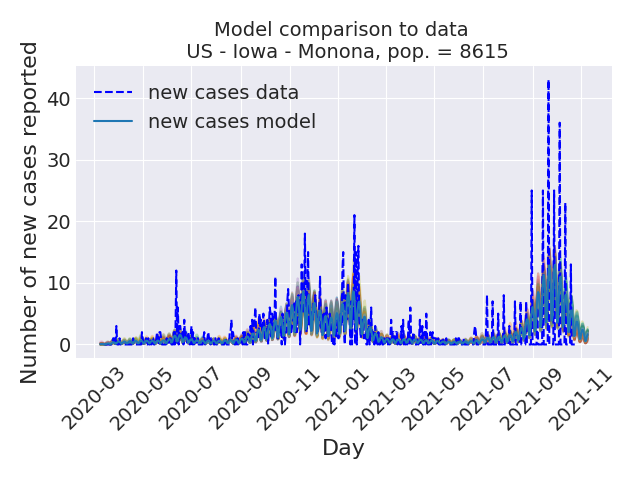 Model comparison to data
US - Iowa - Monona, pop. = 8615
Number of new cases reported
new cases data
new cases model
40
30
20
10
0
2020-03
2020-05
2020-07
2020-09
2020-11
2021-01
2021-03
2021-05
2021-07
2021-09
2021-11
Day